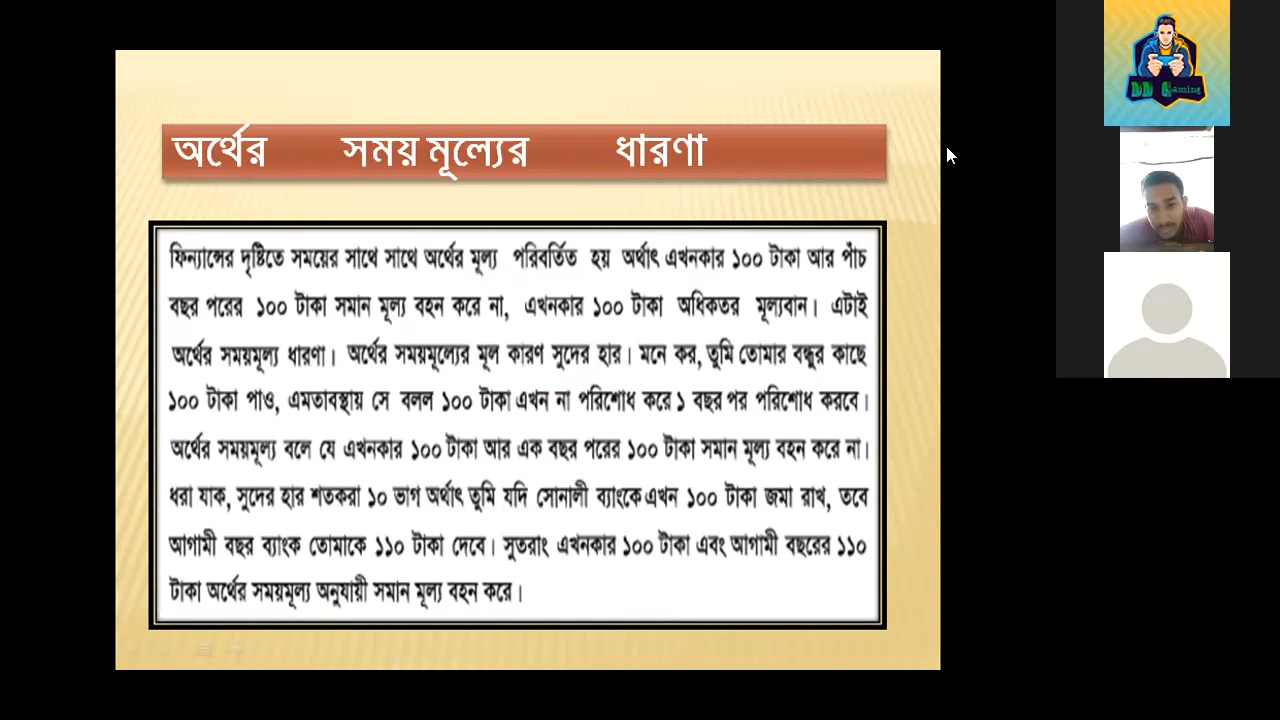 অর্থের সময় মূল্যের ধারণা
ফিন্যান্সের দৃষ্টিতে সময়ের সাথে সাথে অর্থের মূল্য পরিবর্তিত হয় অর্থাৎ এখনকার ১০০ টাকা আর পাঁচ
বছর পরের ১০০ টাকা সমান মূল্য বহন করে না, এখনকার ১০০ টাকা অধিকতর মূল্যবান। এটাই
অর্থের সময়মূল্য ধারণা। অর্থের সময়মূল্যের মূল কারণ সুদের হার। মনে কর, তুমি তোমার বন্ধুর কাছে
১০০ টাকা পাও, এমতাবস্থায় সে বলল ১০০ টাকা এখন না পরিশোধ করে ১ বছর পর পরিশোধ করবে।
অর্থের সময়মূল্য বলে যে এখনকার ১০০ টাকা আর এক বছর পরের ১০০ টাকা সমান মূল্য বহন করে না।
ধরা যাক, সুদের হার শতকরা ১০ ভাগ অর্থাৎ তুমি যদি সোনালী ব্যাংকে এখন ১০০ টাকা জমা রাখ, তবে
আগামী বছর ব্যাংক তোমাকে ১১০ টাকা দেবে। সুতরাং এখনকার ১০০ টাকা এবং আগামী বছরের ১১০
টাকা অর্থের সময়মূল্য অনুযায়ী সমান মূল্য বহন করে।
DD Gaming